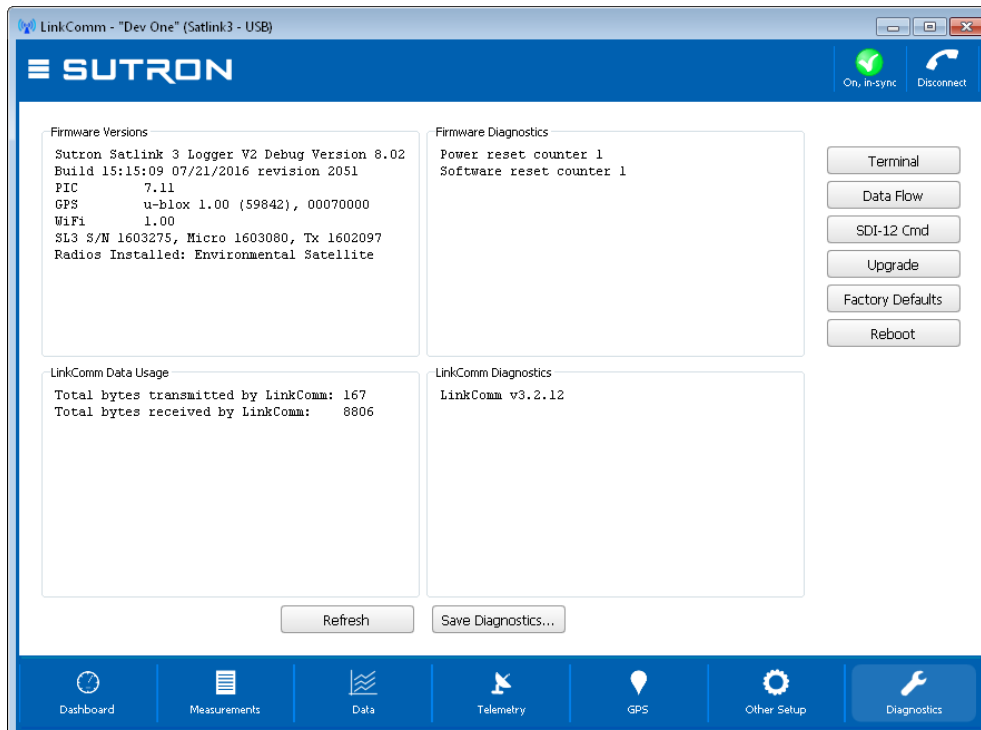 LinkComm - "Dev One" (Satlink3 - USB)
SUTRON
On, in-sync
Disconnect
Firmware Versions
Sutron Satlink 3 Logger V2 Debug Version 8.02
Build 15:15:09 07/21/2016 revision 2051
PIC 7.11
GPS u-blox 1.00 (59842), 00070000
WiFi 1.00
SL3 S/N 1603275, Micro 1603080, Tx 1602097
Radios Installed: Environmental Satellite
Firmware Diagnostics
Power reset counter 1
Software reset counter 1
Terminal
Data Flow
SDI-12 Cmd
Upgrade
Factory Defaults
Reboot
LinkComm Data Usage
Total bytes transmitted by LinkComm: 167
Total bytes received by LinkComm: 8806
LinkComm Diagnostics
LinkComm v3.2.12
Refresh
Save Diagnostics...
Dashboard
Measurements
Data
Telemetry
GPS
Other Setup
Diagnostics